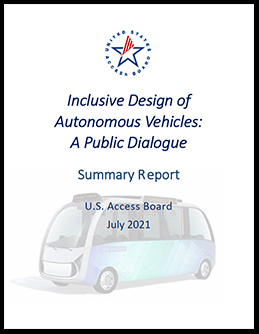 UNITED STATES
ACCESS BOARD
Inclusive Design of
Autonomous Vehicles:
A Public Dialogue
Summary Report
U.S. Access Board
July 2021